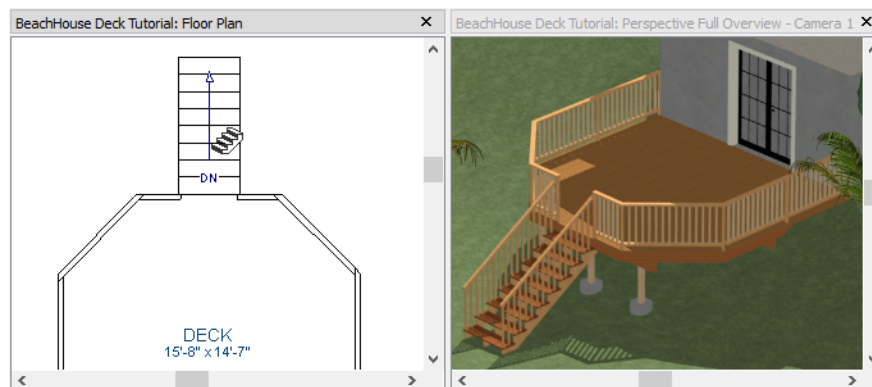 BeachHouse Deck Tutorial: Floor Plan
BeachHouse Deck Tutorial: Perspective Full Overview - Camera 1
DN
DECK
15'-8" x 14'-7"